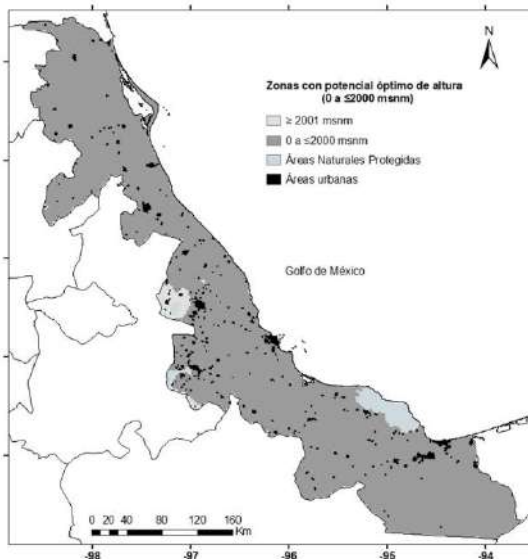 N
Zonas con potencial óptimo de altura
(0 a ≤2000 msnm)
≥ 2001 msnm
0 a ≤2000 msnm
Áreas Naturales Protegidas
Áreas urbanas
Golfo de México
0 20 40 80 120 160
Km
-98 -97 -96 -95 -94